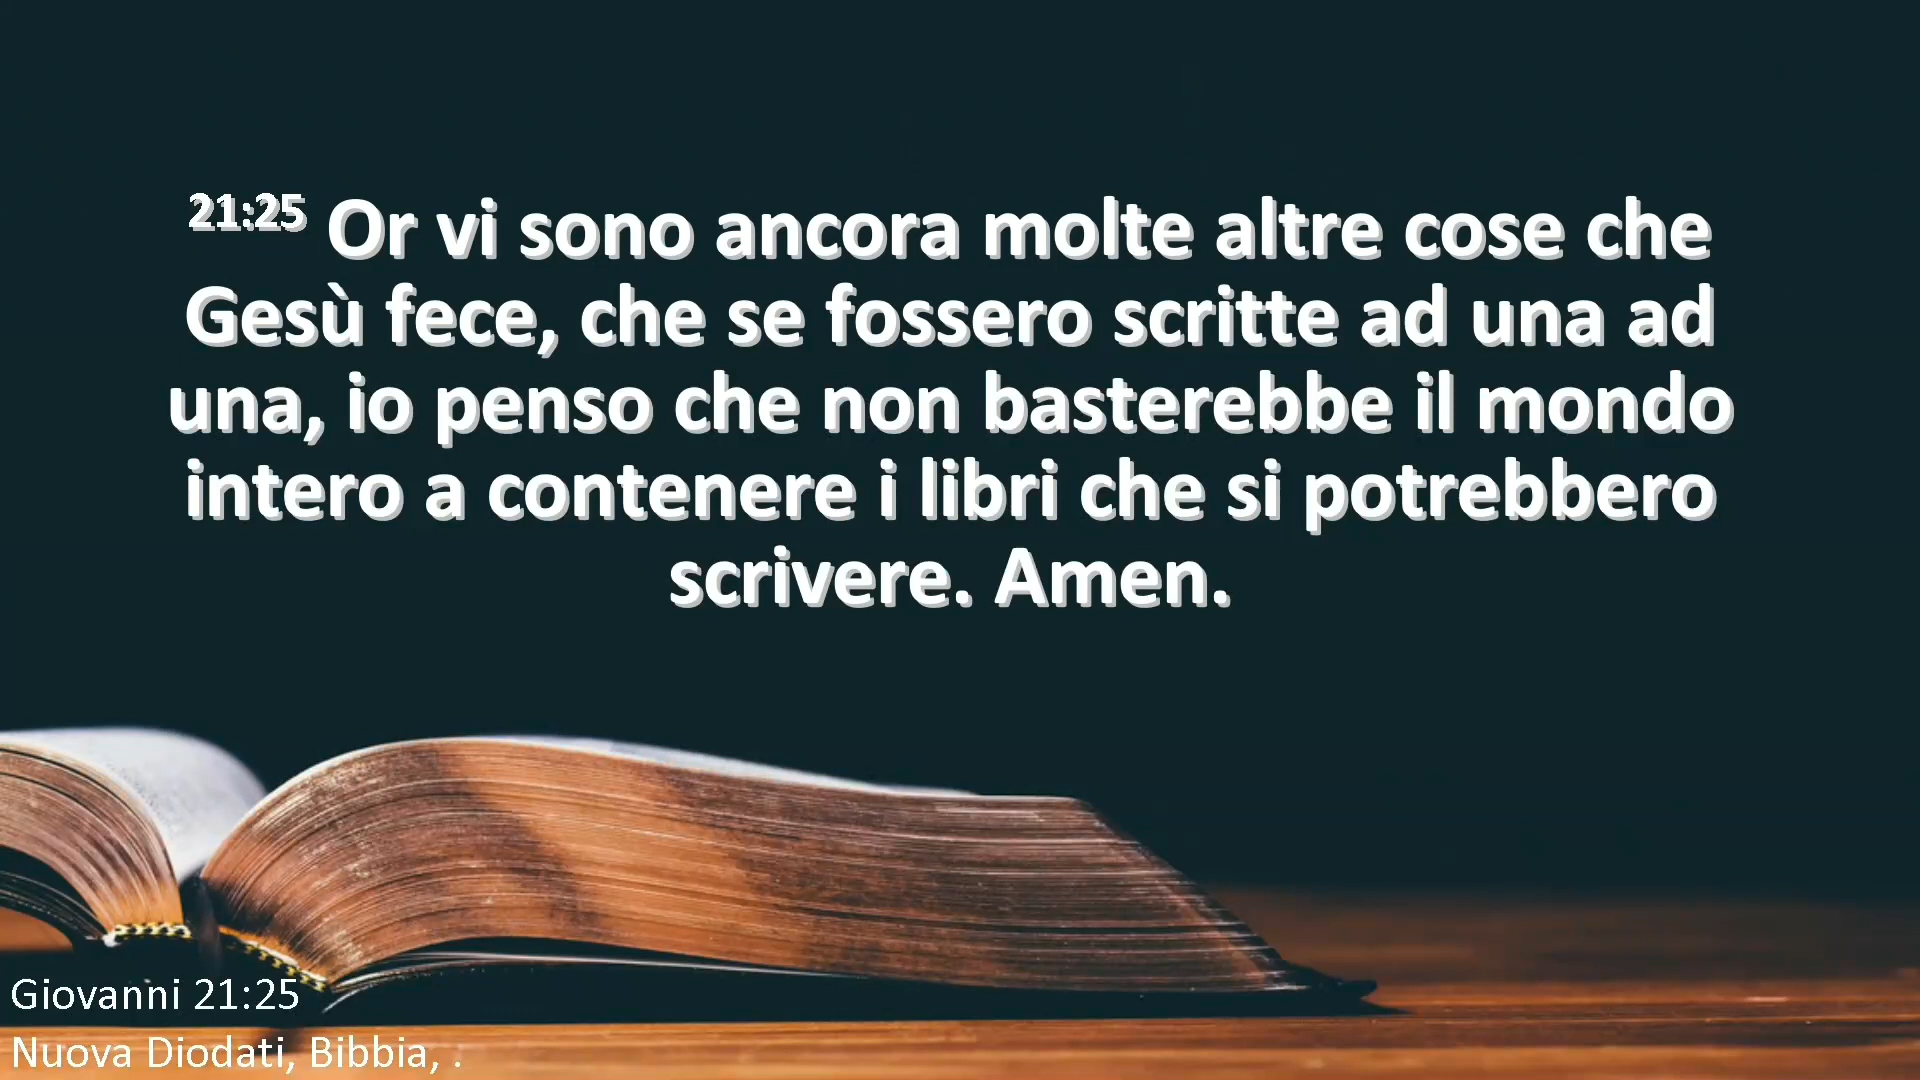 21:25 Or vi sono ancora molte altre cose che
Gesù fece, che se fossero scritte ad una ad
una, io penso che non basterebbe il mondo
intero a contenere i libri che si potrebbero
scrivere. Amen.
Giovanni 21:25
Nuova Diodati, Bibbia, .